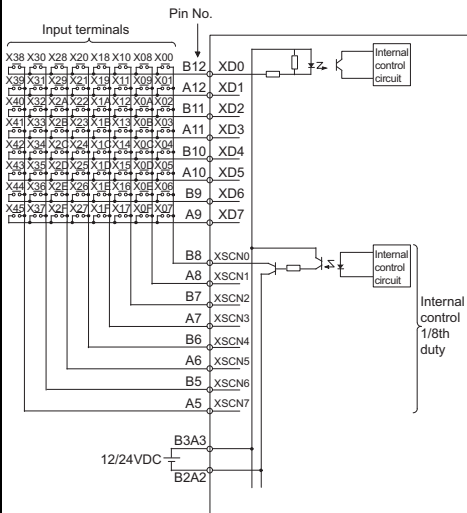 Pin No.
Input terminals
X38 X30 X28 X20 X18 X10 X08 X00
B12 XD0
X39 X31 X29 X21 X19 X11 X09 X01
A12 XD1
X40 X32 X2A X22 X1A X12 X0A X02
B11 XD2
X41 X33 X2B X23 X1B X13 X0B X03
A11 XD3
X42 X34 X2C X24 X1C X14 X0C X04
B10 XD4
X43 X35 X2D X25 X1D X15 X0D X05
A10 XD5
X44 X36 X2E X26 X1E X16 X0E X06
B9 XD6
X45 X37 X2F X27 X1F X17 X0F X07
A9 XD7
Internal
control
circuit
B8 XSCN0
A8 XSCN1
B7 XSCN2
A7 XSCN3
B6 XSCN4
A6 XSCN5
B5 XSCN6
A5 XSCN7
Internal
control
circuit
Internal
control
1/8th
duty
B3A3
12/24VDC
B2A2